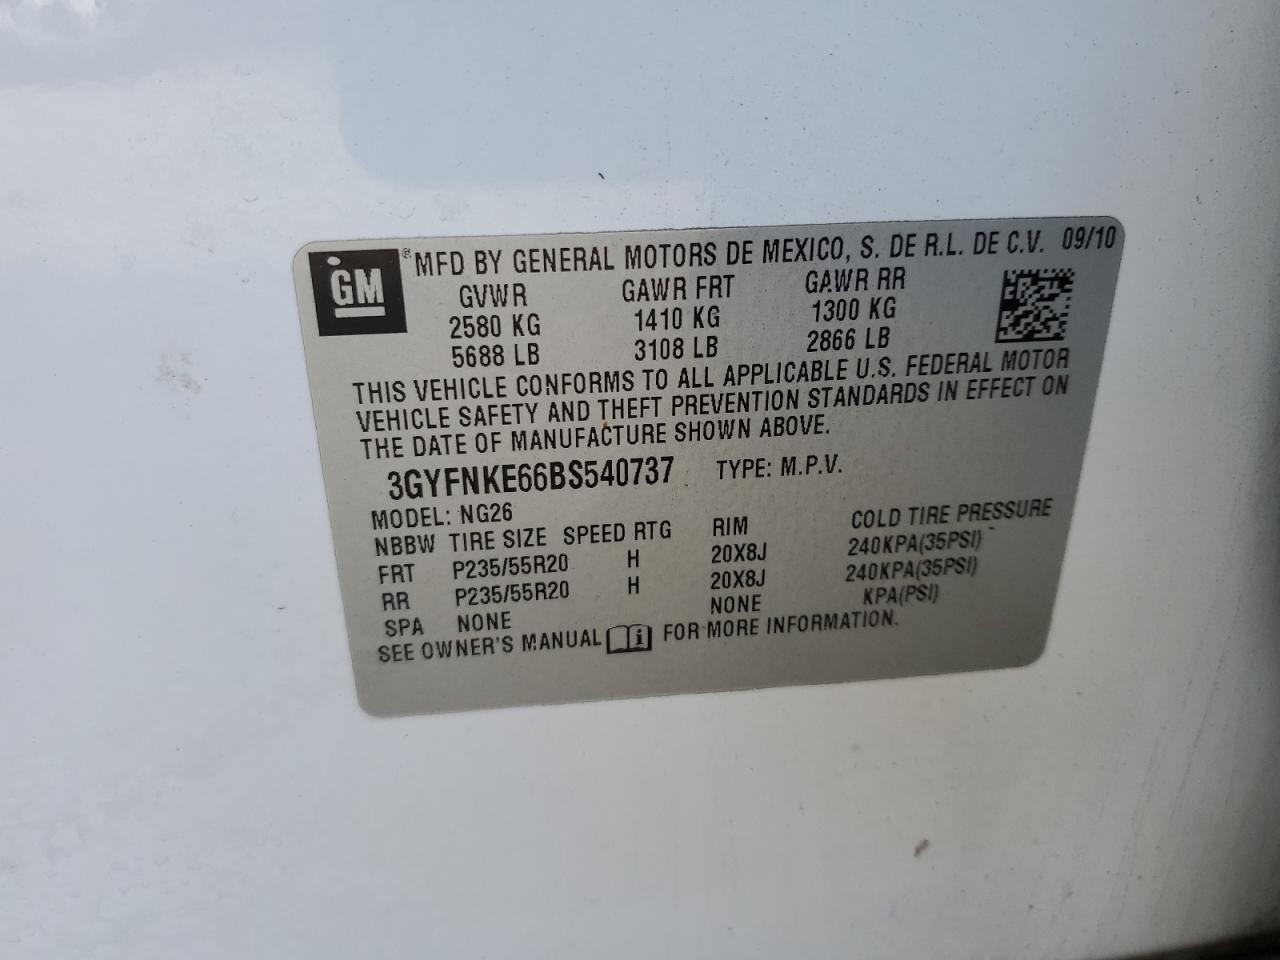 GM ® MFD BY GENERAL MOTORS DE MEXICO, S. DE R.L. DE C.V. 09/10
GVWR GAWR FRT GAWR RR
2580 KG 1410 KG 1300 KG
5688 LB 3108 LB 2866 LB
THIS VEHICLE CONFORMS TO ALL APPLICABLE U.S. FEDERAL MOTOR
VEHICLE SAFETY AND THEFT PREVENTION STANDARDS IN EFFECT ON
THE DATE OF MANUFACTURE SHOWN ABOVE.
3GYFNKE66BS540737 TYPE: M.P.V.
MODEL: NG26
NBBW TIRE SIZE SPEED RTG RIM COLD TIRE PRESSURE
FRT P235/55R20 H 20X8J 240KPA(35PSI)
RR P235/55R20 H 20X8J 240KPA(35PSI)
SPA NONE NONE KPA(PSI)
SEE OWNER'S MANUAL i FOR MORE INFORMATION.